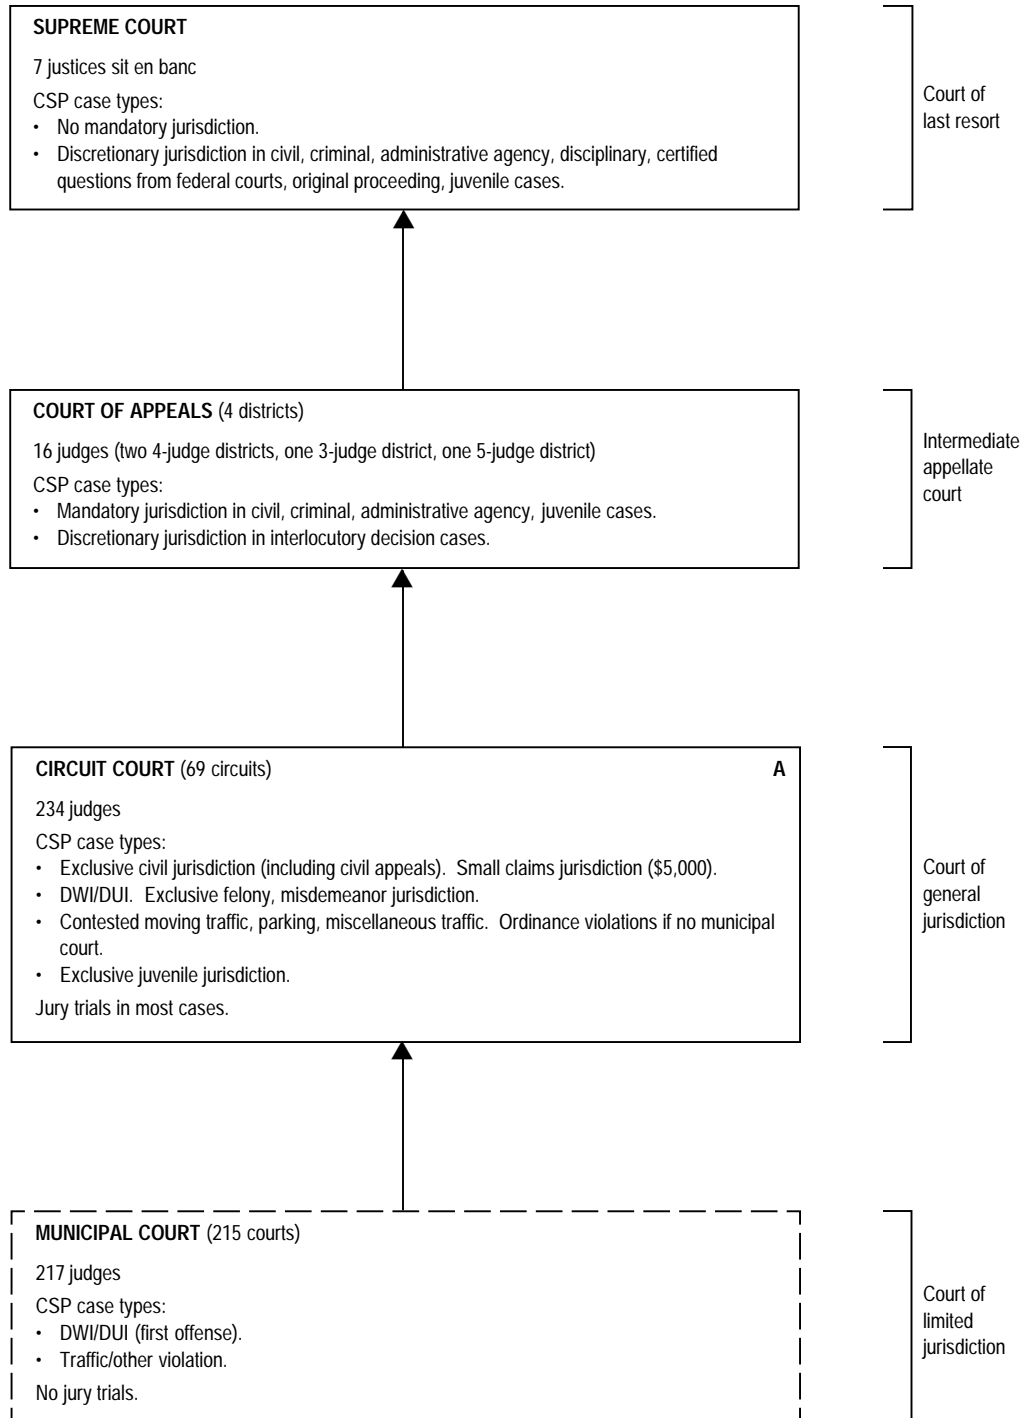 SUPREME COURT
7 justices sit en banc
CSP case types:
• No mandatory jurisdiction.
• Discretionary jurisdiction in civil, criminal, administrative agency, disciplinary, certified
questions from federal courts, original proceeding, juvenile cases.
Court of
last resort
COURT OF APPEALS (4 districts)
16 judges (two 4-judge districts, one 3-judge district, one 5-judge district)
CSP case types:
• Mandatory jurisdiction in civil, criminal, administrative agency, juvenile cases.
• Discretionary jurisdiction in interlocutory decision cases.
Intermediate
appellate
court
CIRCUIT COURT (69 circuits) A
234 judges
CSP case types:
• Exclusive civil jurisdiction (including civil appeals). Small claims jurisdiction ($5,000).
• DWI/DUI. Exclusive felony, misdemeanor jurisdiction.
• Contested moving traffic, parking, miscellaneous traffic. Ordinance violations if no municipal
court.
• Exclusive juvenile jurisdiction.
Jury trials in most cases.
Court of
general
jurisdiction
MUNICIPAL COURT (215 courts)
217 judges
CSP case types:
• DWI/DUI (first offense).
• Traffic/other violation.
No jury trials.
Court of
limited
jurisdiction